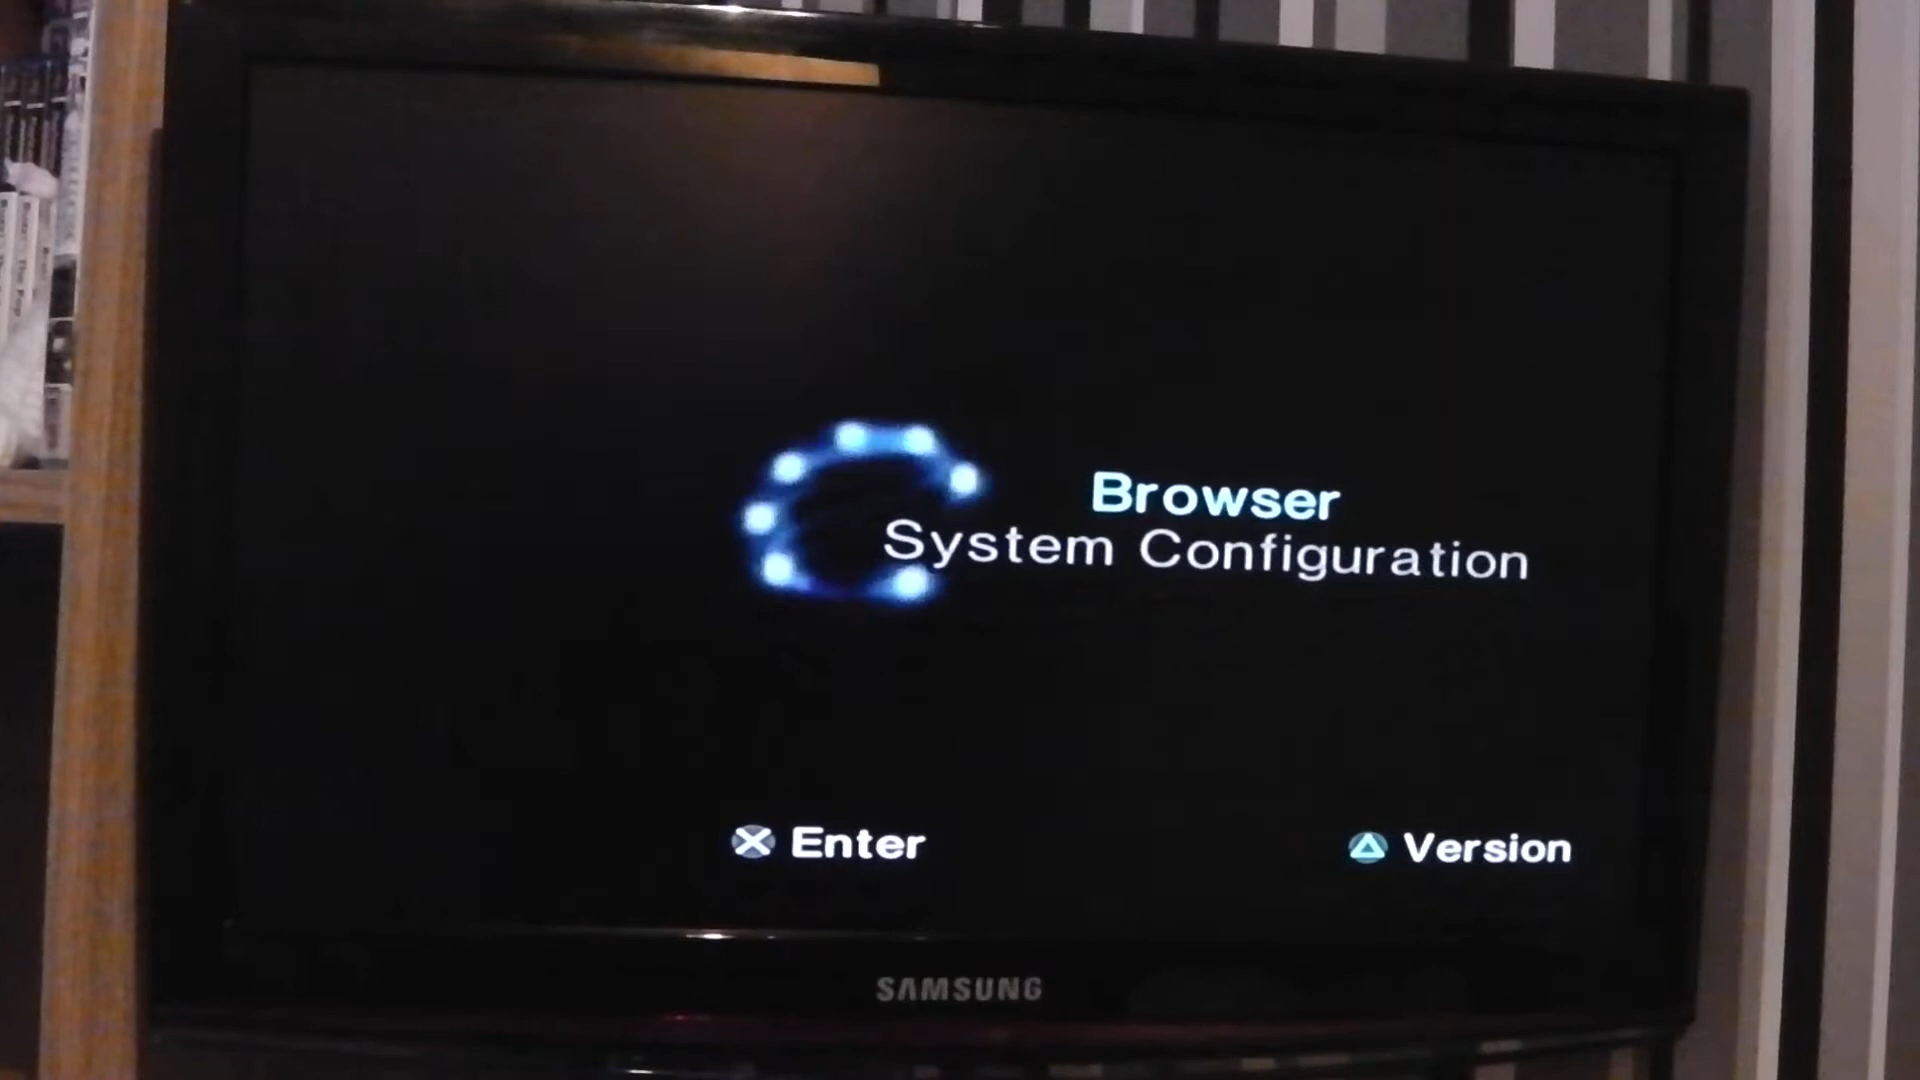 Browser
System Configuration
Enter
Version
SAMSUNG